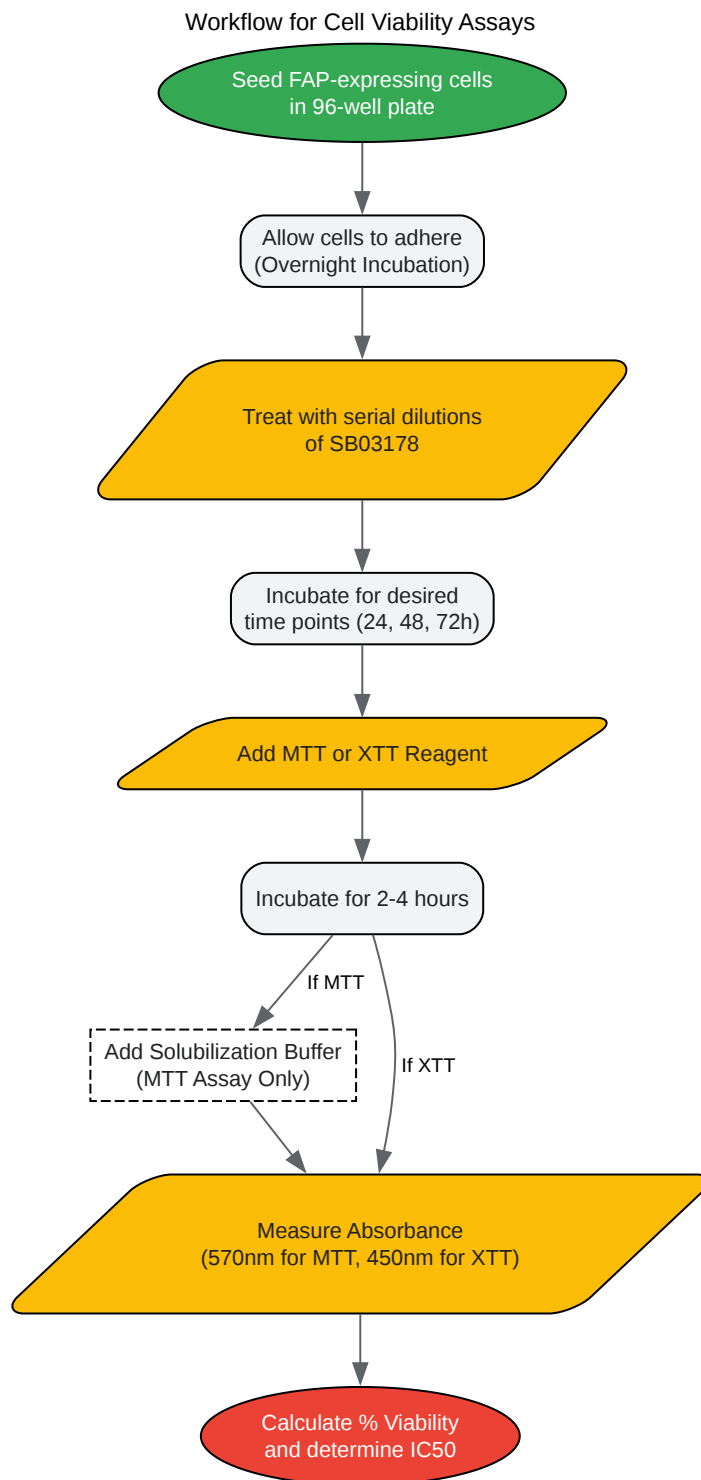 Workflow for Cell Viability Assays
Seed FAP-expressing cells
in 96-well plate
Allow cells to adhere
(Overnight Incubation)
Treat with serial dilutions
of SB03178
Incubate for desired
time points (24, 48, 72h)
Add MTT or XTT Reagent
Incubate for 2-4 hours
If MTT
Add Solubilization Buffer
(MTT Assay Only)
If XTT
Measure Absorbance
(570nm for MTT, 450nm for XTT)
Calculate % Viability
and determine IC50